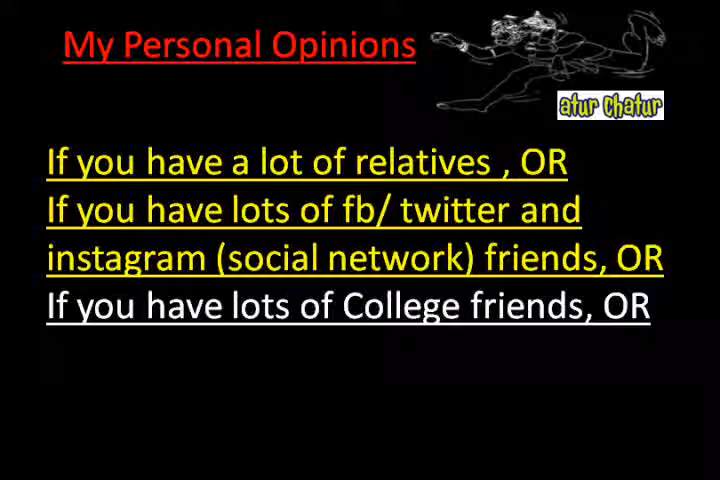 My Personal Opinions
atur chatur
If you have a lot of relatives , OR
If you have lots of fb/ twitter and
instagram (social network) friends, OR
If you have lots of College friends, OR